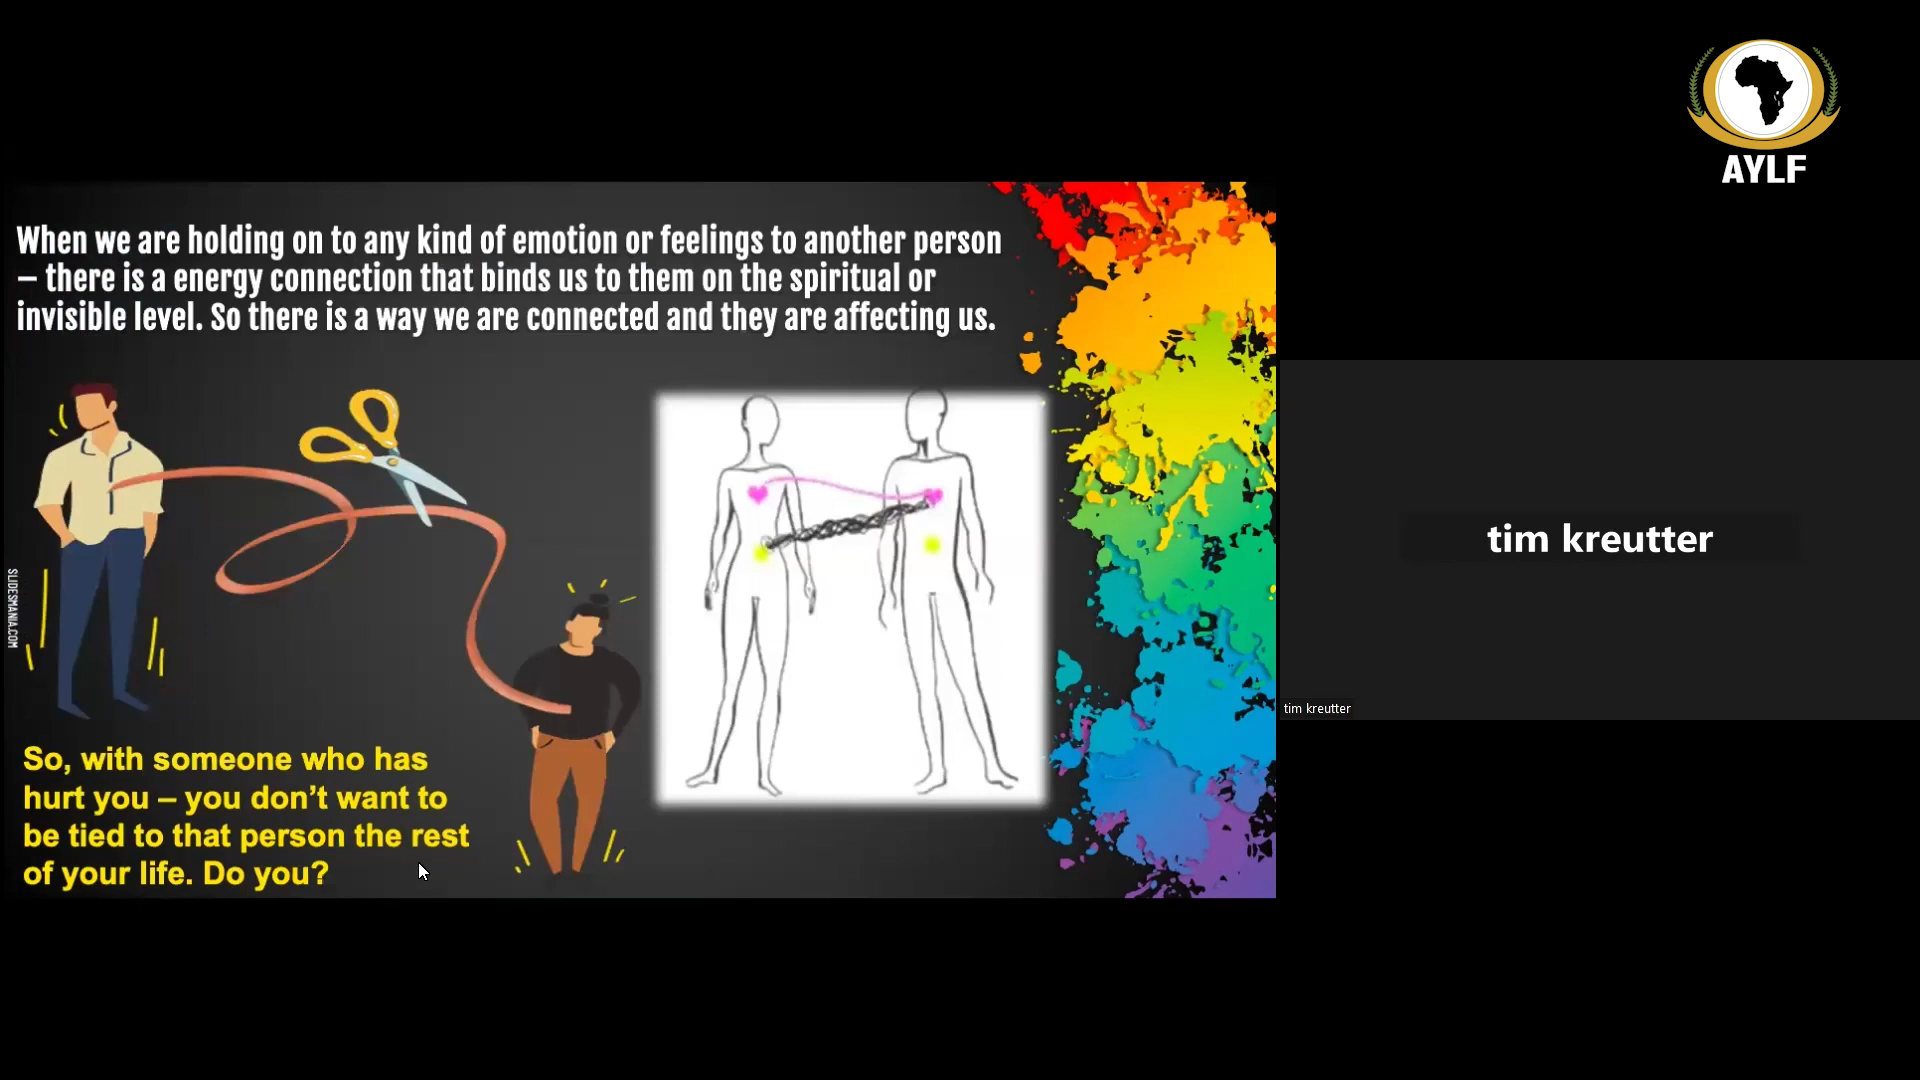 AYLF
When we are holding on to any kind of emotion or feelings to another person
– there is a energy connection that binds us to them on the spiritual or
invisible level. So there is a way we are connected and they are affecting us.
SLIDESMANIA.COM
So, with someone who has
hurt you – you don’t want to
be tied to that person the rest
of your life. Do you?
tim kreutter
tim kreutter